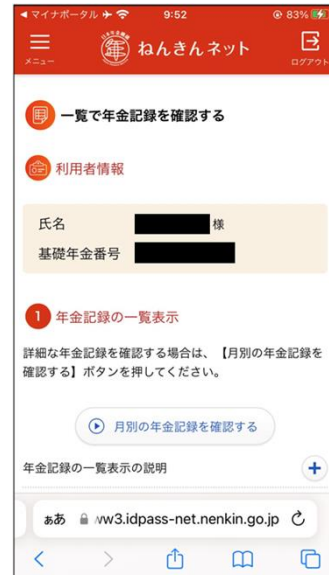 ◀マイナポータル 9:52 83%
メニュー
ねんきんネット
ログアウト
一覧で年金記録を確認する
利用者情報
氏名 様
基礎年金番号
1 年金記録の一覧表示
詳細な年金記録を確認する場合は、【月別の年金記録を
確認する】ボタンを押してください。
月別の年金記録を確認する
年金記録の一覧表示の説明
ああ w3.idpass-net.nenkin.go.jp